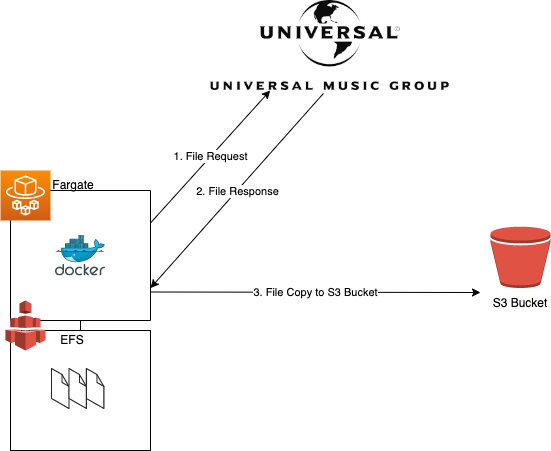 UNIVERSAL
UNIVERSAL MUSIC GROUP
1. File Request
Fargate
2. File Response
docker
3. File Copy to S3 Bucket
S3 Bucket
EFS